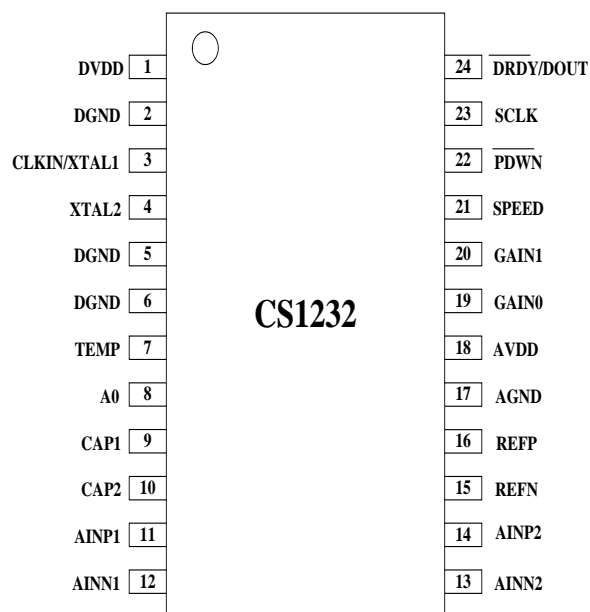 DVDD 1 24 DRDY/DOUT
DGND 2 23 SCLK
CLKIN/XTAL1 3 22 PDWN
XTAL2 4 21 SPEED
DGND 5 20 GAIN1
DGND 6 19 GAIN0
CS1232
TEMP 7 18 AVDD
A0 8 17 AGND
CAP1 9 16 REFP
CAP2 10 15 REFN
AINP1 11 14 AINP2
AINN1 12 13 AINN2